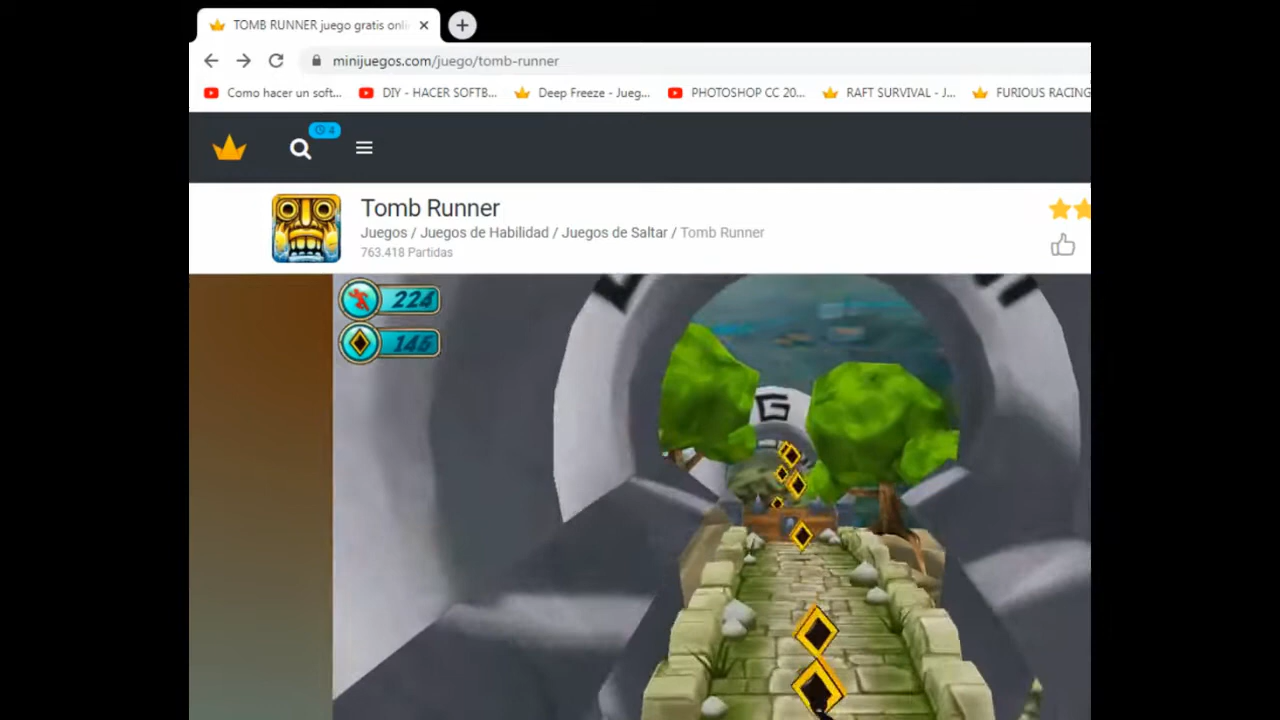 TOMB RUNNER juego gratis onli
minijuegos.com/juego/tomb-runner
Como hacer un soft... DIY - HACER SOFTB... Deep Freeze - Jueg... PHOTOSHOP CC 20... RAFT SURVIVAL - J... FURIOUS RACING
4
Tomb Runner
Juegos / Juegos de Habilidad / Juegos de Saltar / Tomb Runner
763.418 Partidas
224
146
G